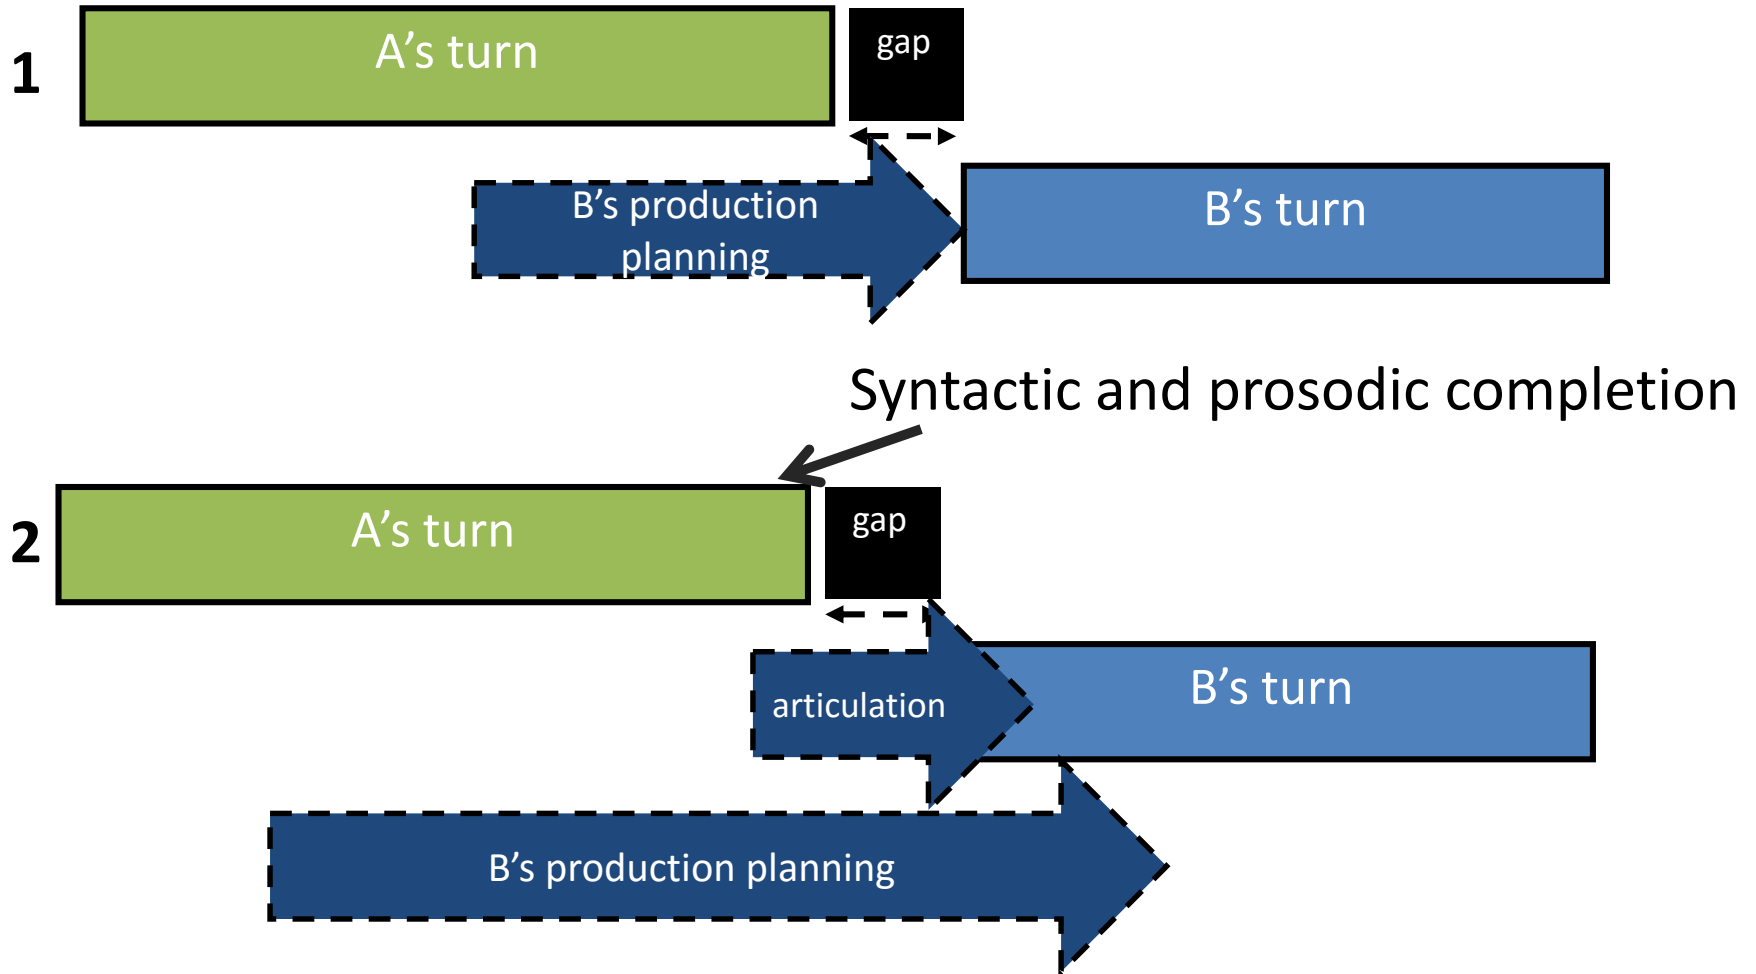 1
A’s turn
gap
B’s production
planning
B’s turn
Syntactic and prosodic completion
2
A’s turn
gap
articulation
B’s turn
B’s production planning